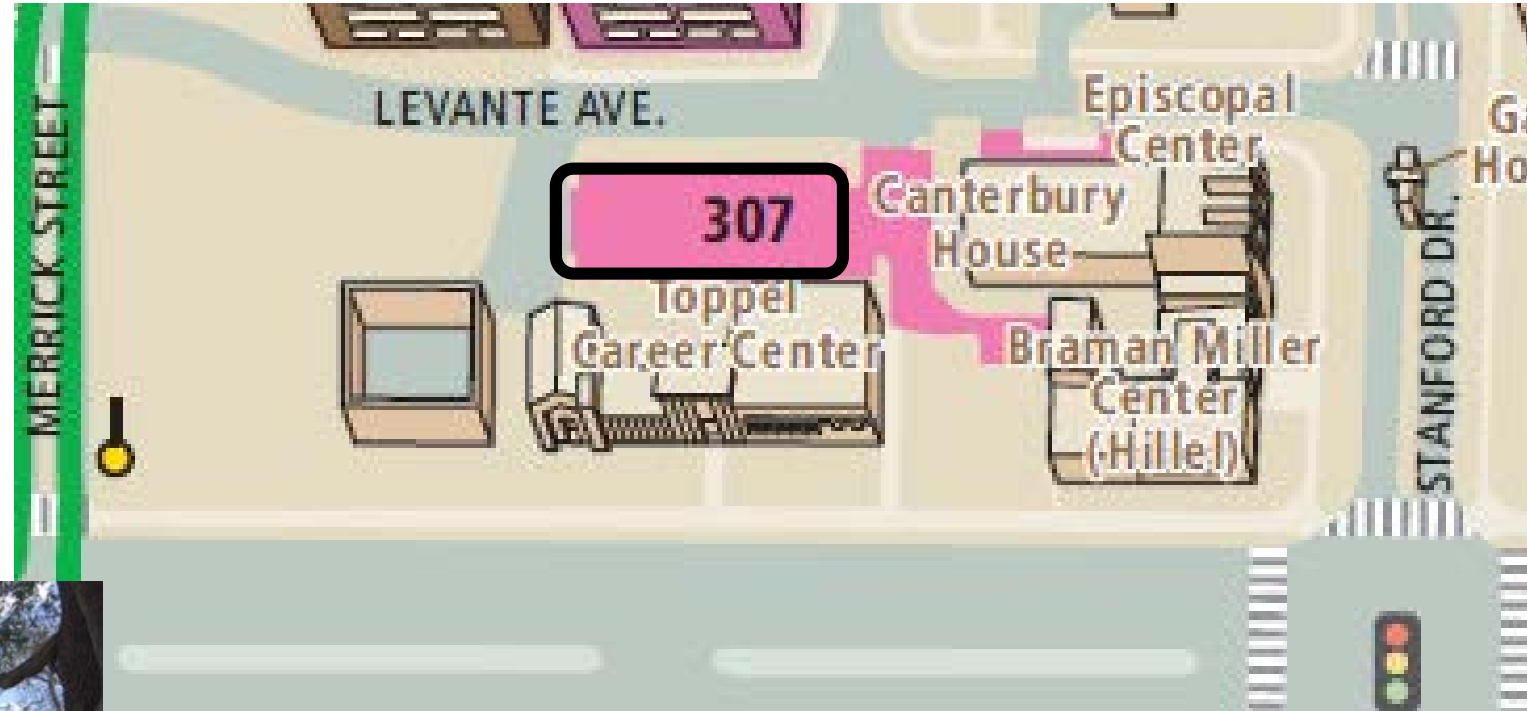 MERRICK STREET
LEVANTE AVE.
307
Episcopal
Center
Canterbury
House
Toppel
Career Center
Braman Miller
Center
(Hillel)
STANFORD DR.